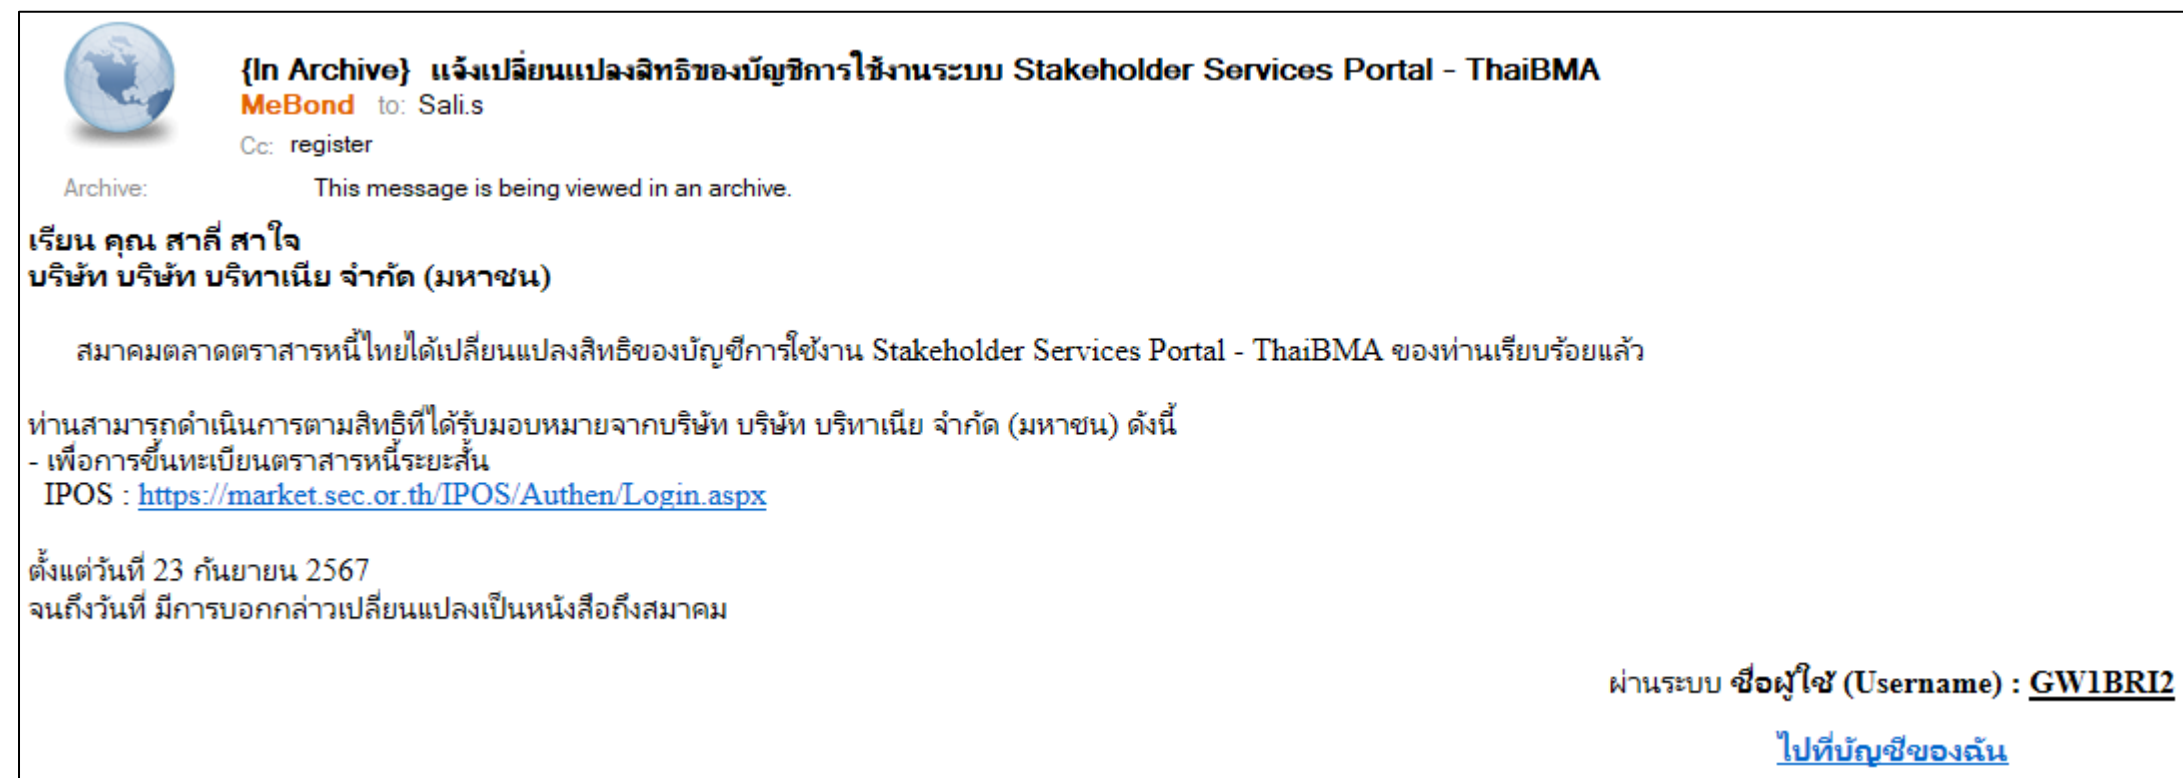 {In Archive} แจ้งเปลี่ยนแปลงสิทธิของบัญชีการใช้งานระบบ Stakeholder Services Portal - ThaiBMA
MeBond to: Sali.s
Cc: register
Archive: This message is being viewed in an archive.
เรียน คุณ สาลี่ สาใจ
บริษัท บริษัท บริทาเนีย จำกัด (มหาชน)
สมาคมตลาดตราสารหนี้ไทยได้เปลี่ยนแปลงสิทธิของบัญชีการใช้งาน Stakeholder Services Portal - ThaiBMA ของท่านเรียบร้อยแล้ว
ท่านสามารถดำเนินการตามสิทธิที่ได้รับมอบหมายจากบริษัท บริษัท บริทาเนีย จำกัด (มหาชน) ดังนี้
- เพื่อการขึ้นทะเบียนตราสารหนี้ระยะสั้น
IPOS : https://market.sec.or.th/IPOS/Authen/Login.aspx
ตั้งแต่วันที่ 23 กันยายน 2567
จนถึงวันที่ มีการบอกกล่าวเปลี่ยนแปลงเป็นหนังสือถึงสมาคม
ผ่านระบบ ชื่อผู้ใช้ (Username) : GW1BRI2
ไปที่บัญชีของฉัน